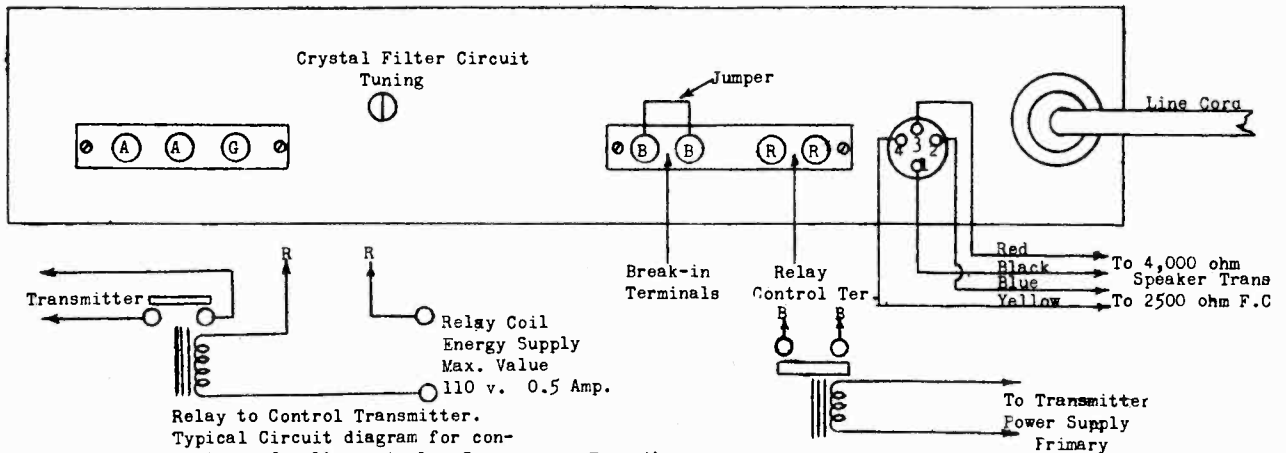 Crystal Filter Circuit
Tuning
Jumper
Line Cord
A A G
B B R R
4 3 2
1
R R
Transmitter
Relay Coil
Energy Supply
Max. Value
110 v. 0.5 Amp.
Relay to Control Transmitter.
Typical Circuit diagram for con-
Break-in
Terminals
Relay
Control Ter.
B B
Red
Black
Blue
Yellow
To 4,000 ohm
Speaker Trans
To 2500 ohm F.C
To Transmitter
Power Supply
Primary